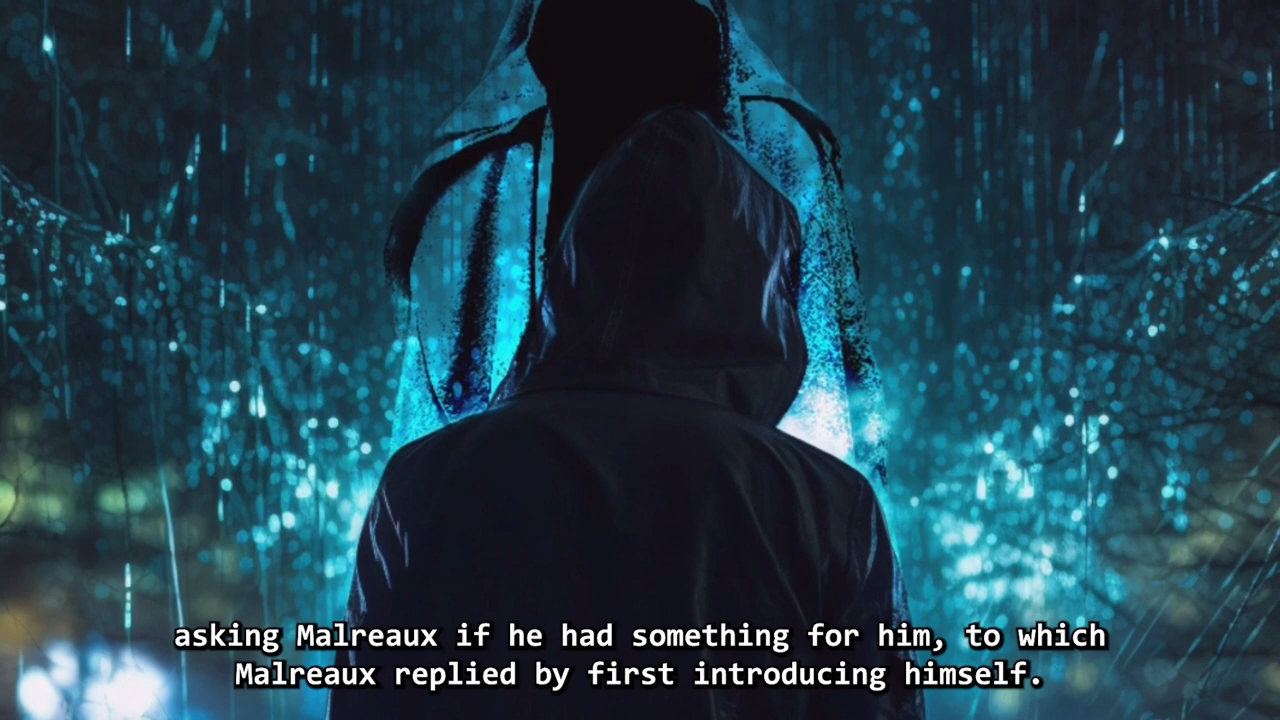 asking Malreaux if he had something for him, to which
Malreaux replied by first introducing himself.